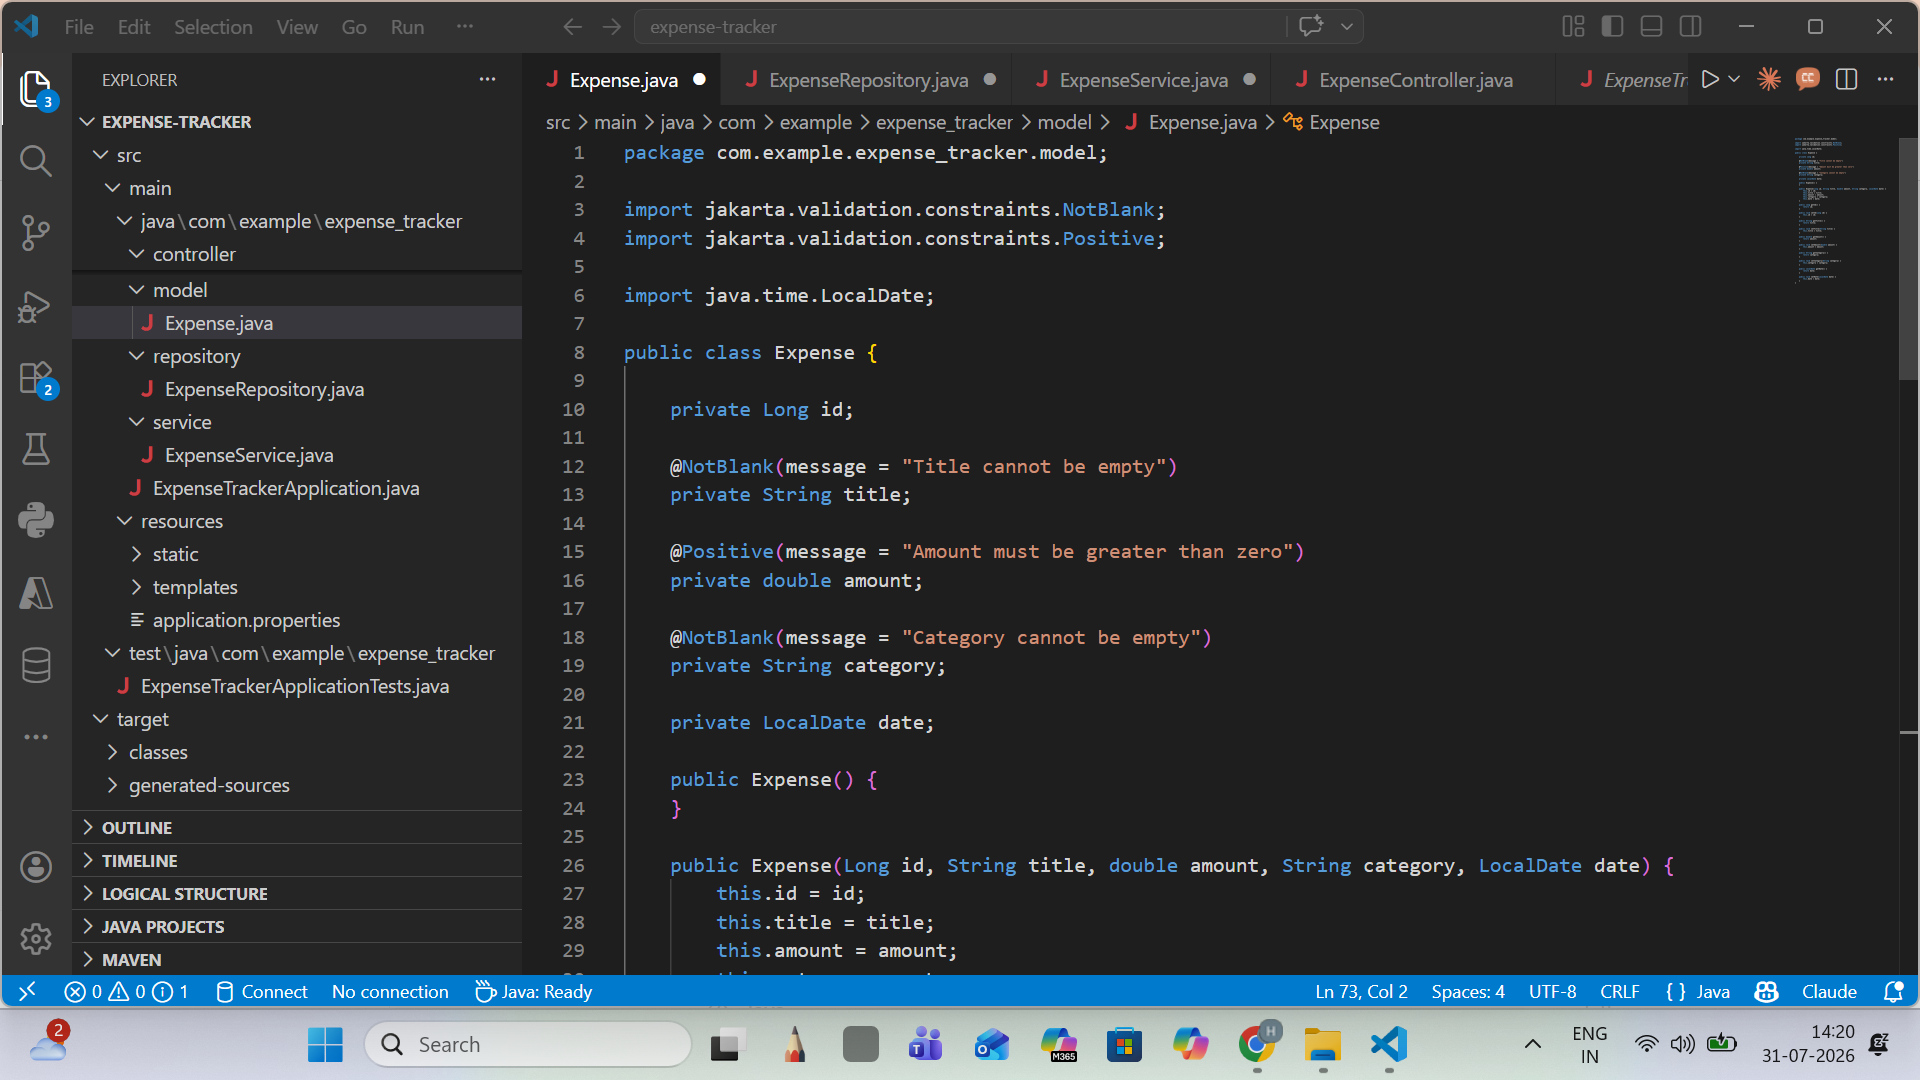 File Edit Selection View Go Run ···
expense-tracker
EXPLORER
3
EXPENSE-TRACKER
src
main
java\com\example\expense_tracker
controller
model
J Expense.java
repository
J ExpenseRepository.java
service
J ExpenseService.java
J ExpenseTrackerApplication.java
resources
static
templates
application.properties
test\java\com\example\expense_tracker
J ExpenseTrackerApplicationTests.java
target
classes
generated-sources
OUTLINE
TIMELINE
LOGICAL STRUCTURE
JAVA PROJECTS
MAVEN
2
J Expense.java J ExpenseRepository.java J ExpenseService.java J ExpenseController.java J ExpenseTr
CC
src > main > java > com > example > expense_tracker > model > J Expense.java > Expense
1 package com.example.expense_tracker.model;
2
3 import jakarta.validation.constraints.NotBlank;
4 import jakarta.validation.constraints.Positive;
5
6 import java.time.LocalDate;
7
8 public class Expense {
9
10 private Long id;
11
12 @NotBlank(message = "Title cannot be empty")
13 private String title;
14
15 @Positive(message = "Amount must be greater than zero")
16 private double amount;
17
18 @NotBlank(message = "Category cannot be empty")
19 private String category;
20
21 private LocalDate date;
22
23 public Expense() {
24 }
25
26 public Expense(Long id, String title, double amount, String category, LocalDate date) {
27 this.id = id;
28 this.title = title;
29 this.amount = amount;
0 0 1 Connect No connection Java: Ready Ln 73, Col 2 Spaces: 4 UTF-8 CRLF { } Java Claude
2
Search
T
O
M365
H
ENG
IN
14:20
31-07-2026